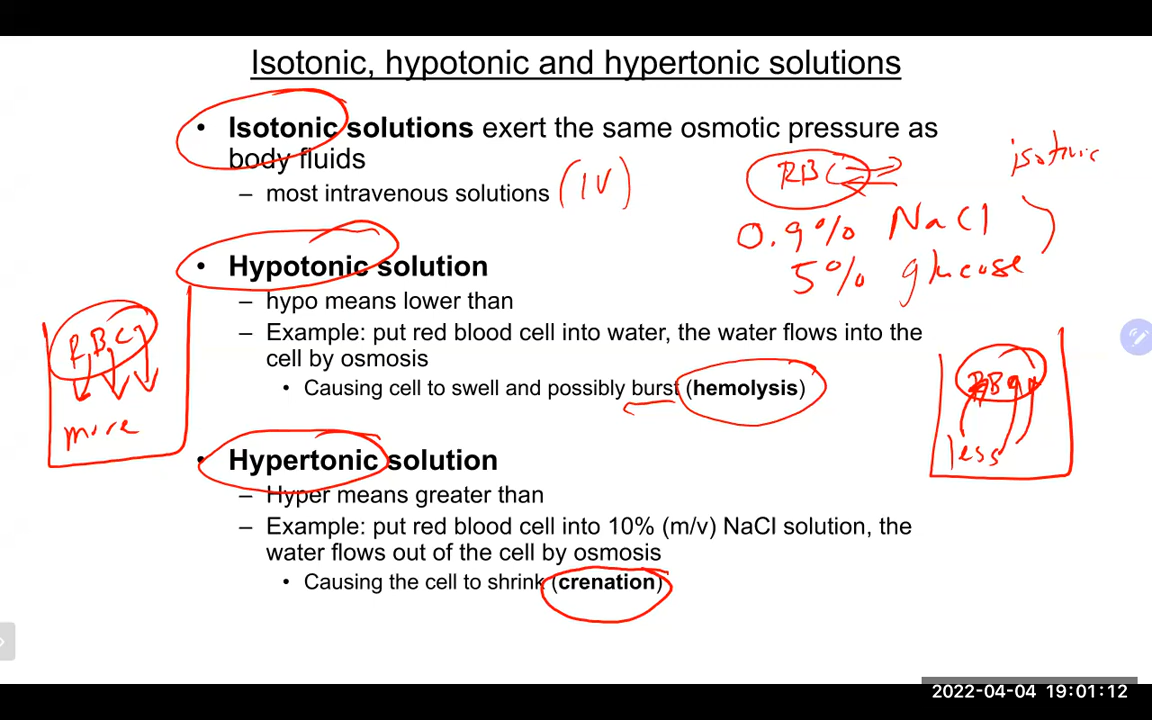 Isotonic, hypotonic and hypertonic solutions
• Isotonic solutions exert the same osmotic pressure as
body fluids
– most intravenous solutions (IV)
RBC
isotonic
0.9% NaCl
5% glucose
• Hypotonic solution
– hypo means lower than
– Example: put red blood cell into water, the water flows into the
cell by osmosis
• Causing cell to swell and possibly burst (hemolysis)
RBC
more
RBC
less
• Hypertonic solution
– Hyper means greater than
– Example: put red blood cell into 10% (m/v) NaCl solution, the
water flows out of the cell by osmosis
• Causing the cell to shrink (crenation)
2022-04-04 19:01:12